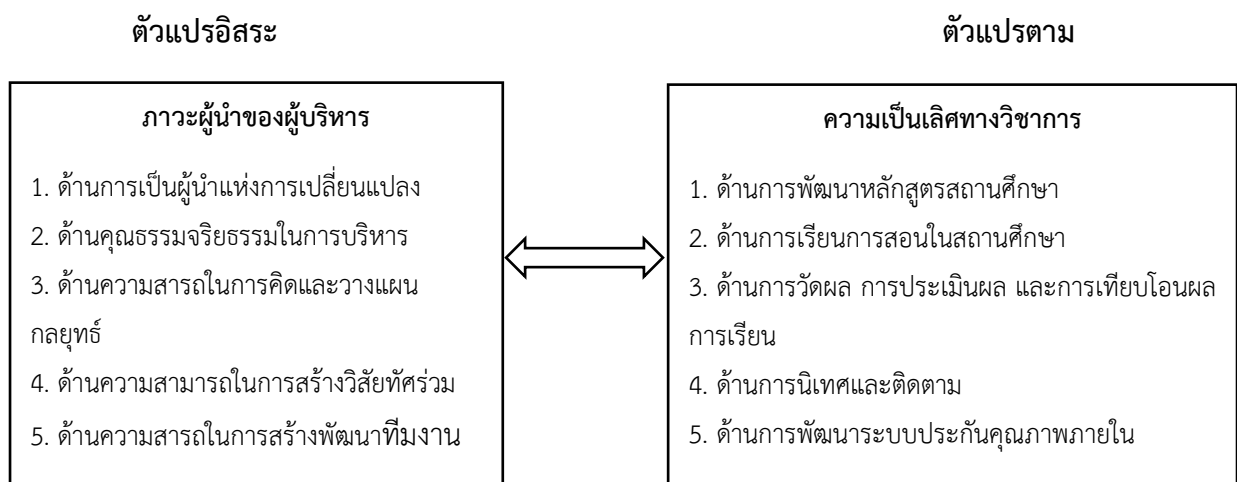 ตัวแปรอิสระ
ตัวแปรตาม
ภาวะผู้นำของผู้บริหาร
1. ด้านการเป็นผู้นำแห่งการเปลี่ยนแปลง
2. ด้านคุณธรรมจริยธรรมในการบริหาร
3. ด้านความสารถในการคิดและวางแผน
กลยุทธ์
4. ด้านความสามารถในการสร้างวิสัยทัศร่วม
5. ด้านความสารถในการสร้างพัฒนาทีมงาน
ความเป็นเลิศทางวิชาการ
1. ด้านการพัฒนาหลักสูตรสถานศึกษา
2. ด้านการเรียนการสอนในสถานศึกษา
3. ด้านการวัดผล การประเมินผล และการเทียบโอนผล
การเรียน
4. ด้านการนิเทศและติดตาม
5. ด้านการพัฒนาระบบประกันคุณภาพภายใน